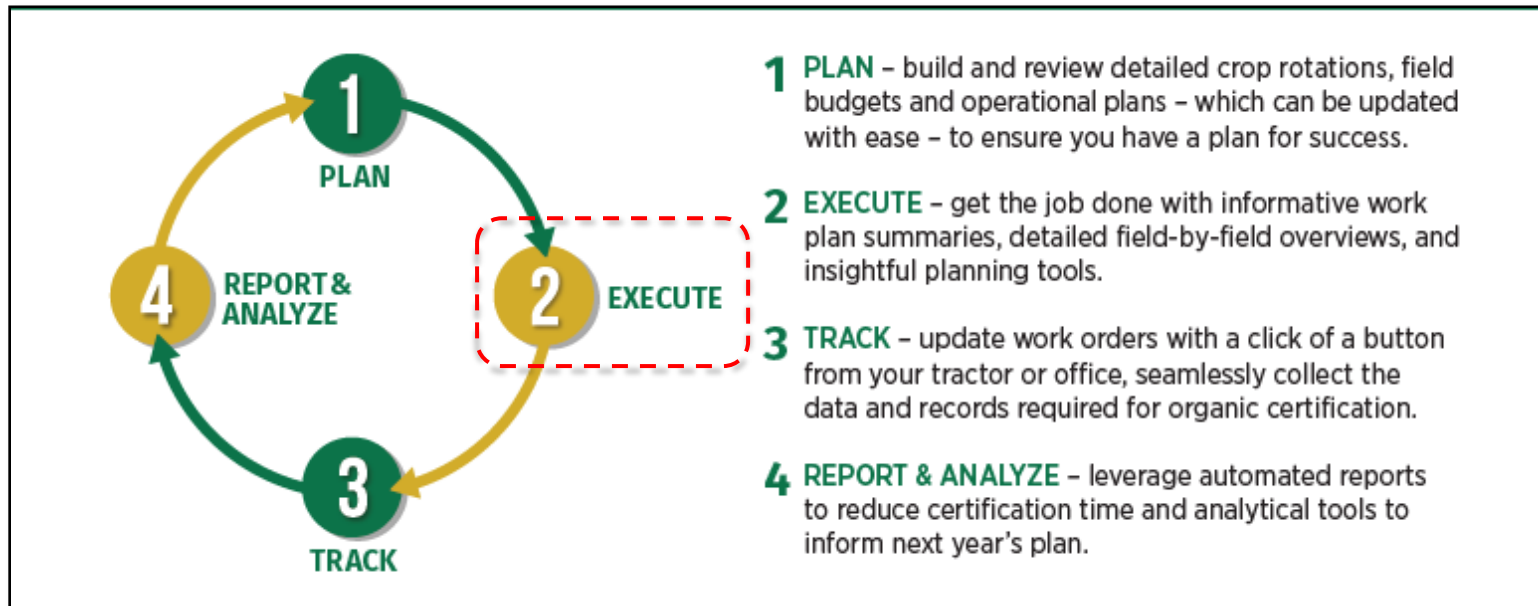 1
PLAN
2
EXECUTE
3
TRACK
4
REPORT &
ANALYZE
1 PLAN – build and review detailed crop rotations, field
budgets and operational plans – which can be updated
with ease – to ensure you have a plan for success.
2 EXECUTE – get the job done with informative work
plan summaries, detailed field-by-field overviews, and
insightful planning tools.
3 TRACK – update work orders with a click of a button
from your tractor or office, seamlessly collect the
data and records required for organic certification.
4 REPORT & ANALYZE – leverage automated reports
to reduce certification time and analytical tools to
inform next year's plan.